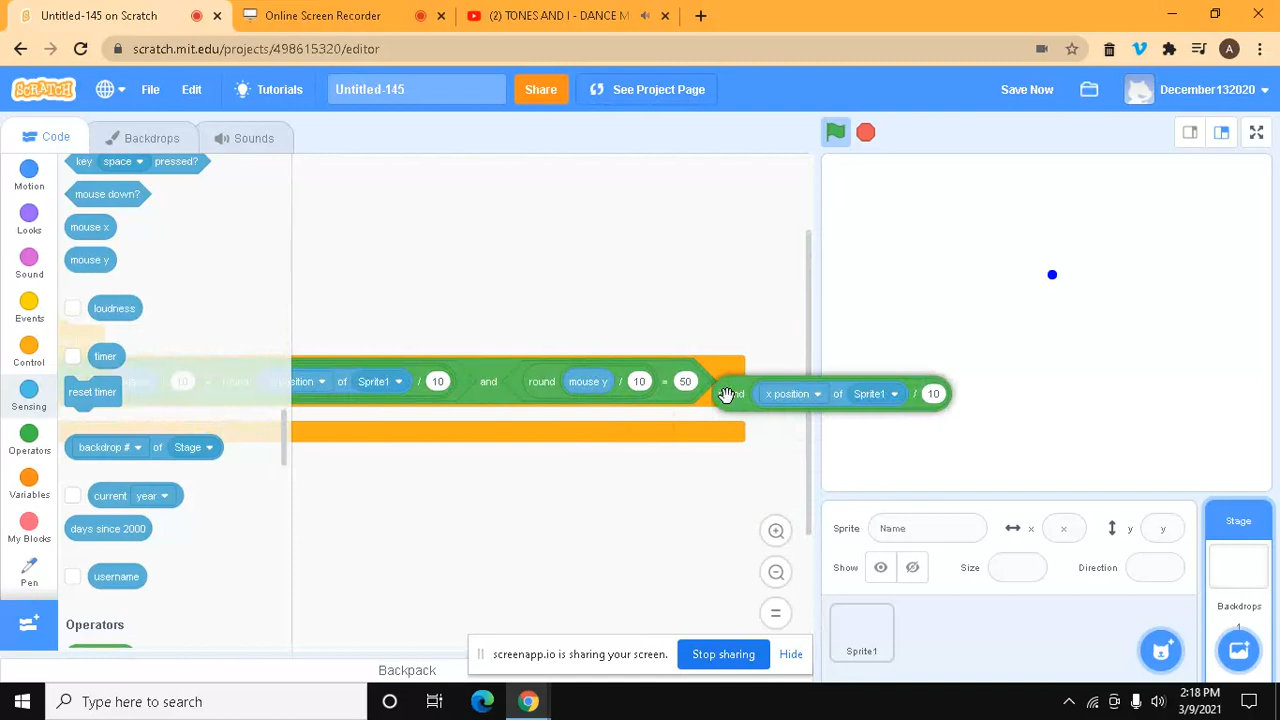 Untitled-145 on Scratch
Online Screen Recorder
(2) TONES AND I - DANCE M
scratch.mit.edu/projects/498615320/editor
A
SCRATCH
File
Edit
Tutorials
Untitled-145
Share
See Project Page
Save Now
December132020
Code
Backdrops
Sounds
Motion
Looks
Sound
Events
Control
Sensing
Operators
Variables
My Blocks
Pen
key space pressed?
mouse down?
mouse x
mouse y
loudness
timer
reset timer
backdrop # of Stage
current year
days since 2000
username
Operators
10 = round x position of Sprite1 / 10 and round mouse y / 10 = 50
x position of Sprite1 / 10
Sprite
Name
x
x
y
y
Show
Size
Direction
Sprite1
Stage
Backdrops
1
Backpack
screenapp.io is sharing your screen.
Stop sharing
Hide
Type here to search
2:18 PM
3/9/2021